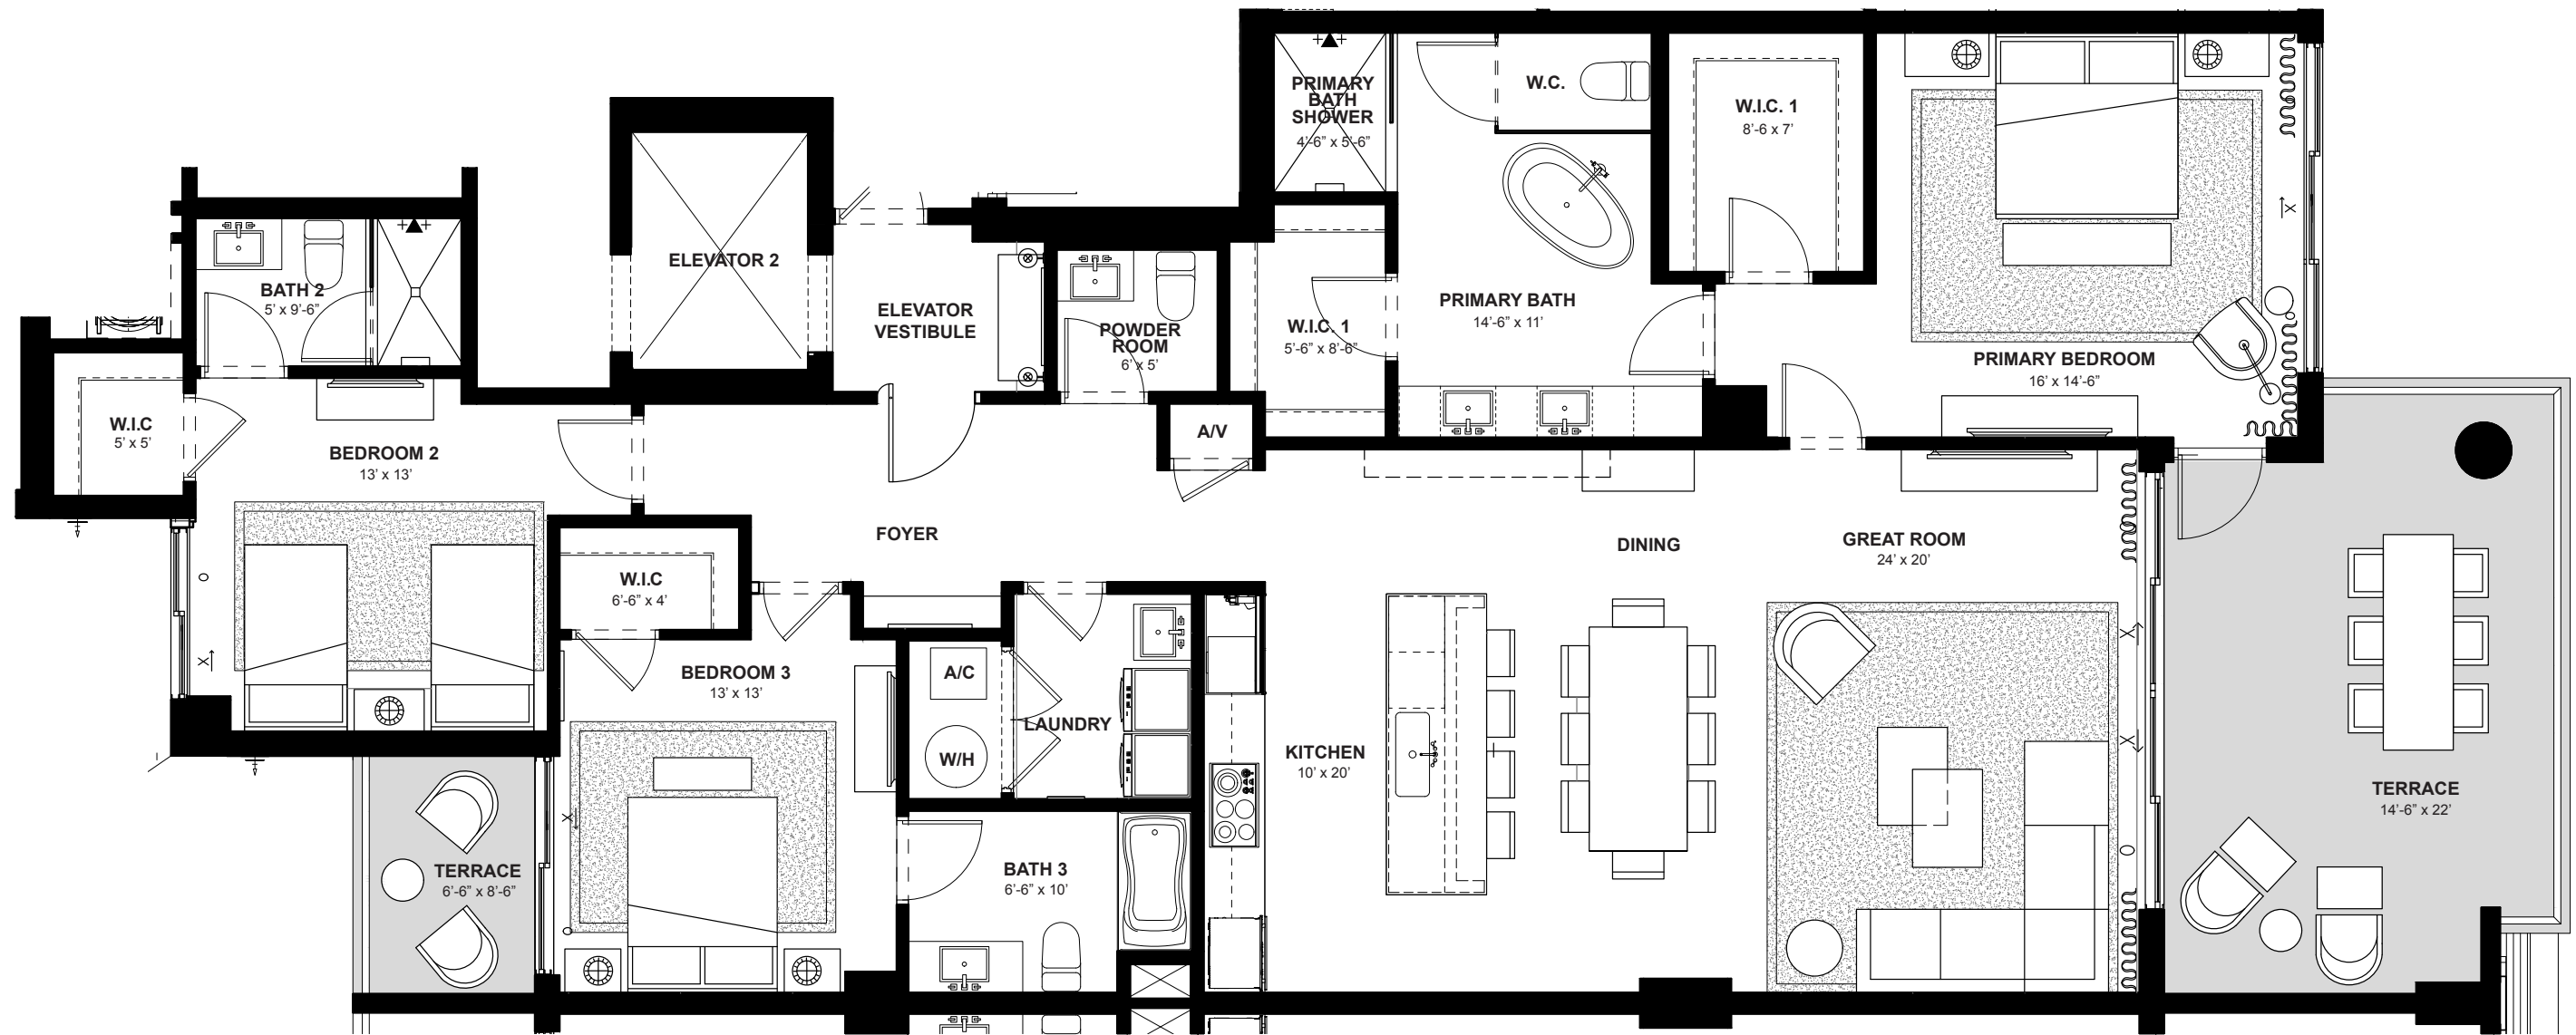 PRIMARY
BATH
SHOWER
4'-6” x 5'-6”
W.C.
W.I.C. 1
8’-6 x 7’
ELEVATOR 2
BATH 2
5’ x 9’-6”
ELEVATOR
VESTIBULE
POWDER
ROOM
6’ x 5’
W.I.C. 1
5’-6” x 8’-6”
PRIMARY BATH
14’-6” x 11’
PRIMARY BEDROOM
16’ x 14’-6”
X
W.I.C
5’ x 5’
BEDROOM 2
13’ x 13’
A/V
FOYER
DINING
GREAT ROOM
24’ x 20’
O
X
W.I.C
6’-6” x 4’
BEDROOM 3
13’ x 13’
A/C
LAUNDRY
W/H
KITCHEN
10’ x 20’
X
X
O
TERRACE
14’-6” x 22’
X
O
TERRACE
6’-6” x 8’-6”
BATH 3
6’-6” x 10’